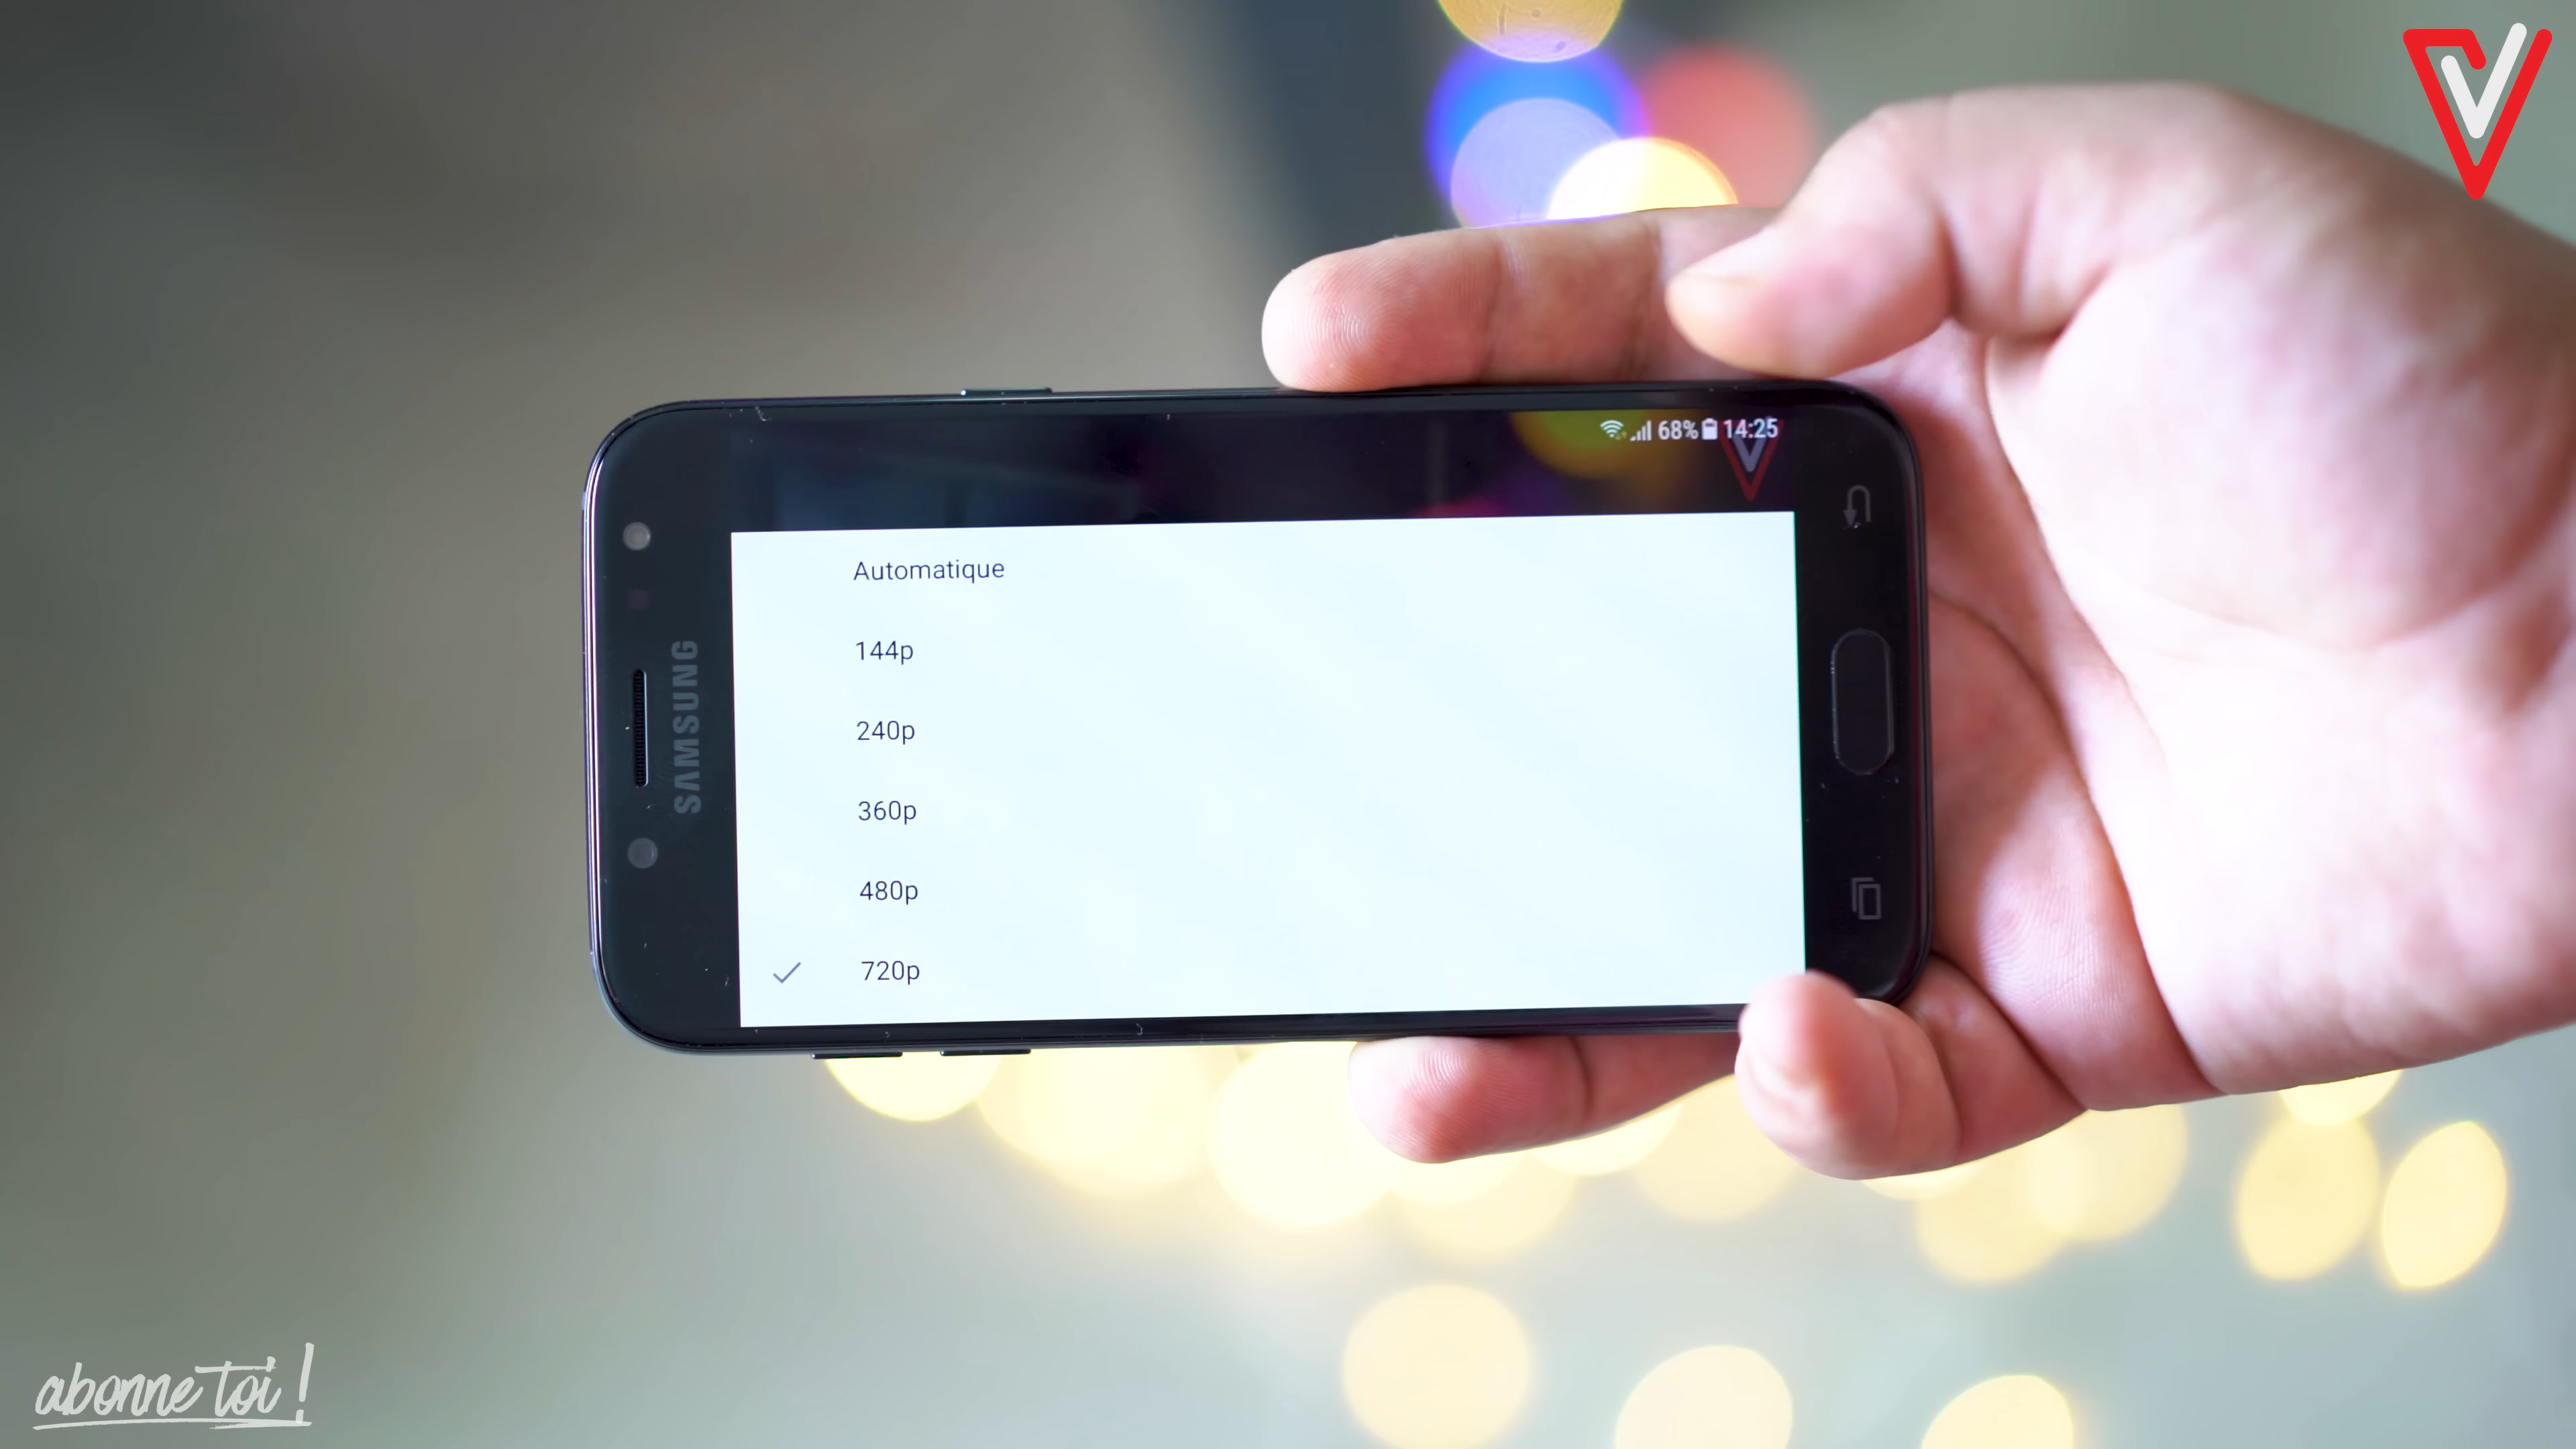 68% 14:25
SAMSUNG
Automatique
144p
240p
360p
480p
720p
abonne toi !